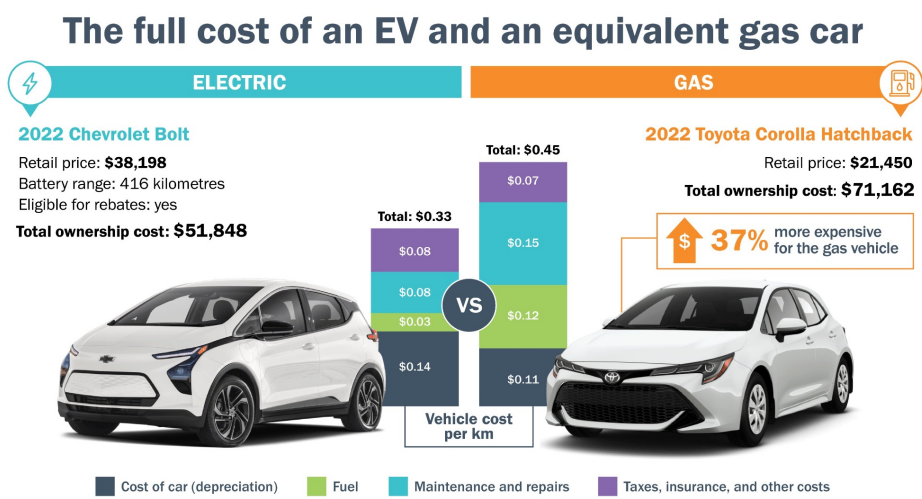 The full cost of an EV and an equivalent gas car
ELECTRIC
GAS
2022 Chevrolet Bolt
Retail price: $38,198
Battery range: 416 kilometres
Eligible for rebates: yes
Total ownership cost: $51,848
2022 Toyota Corolla Hatchback
Retail price: $21,450
Total ownership cost: $71,162
$ 37% more expensive
for the gas vehicle
Total: $0.33
$0.08
$0.08
$0.03
$0.14
VS
Total: $0.45
$0.07
$0.15
$0.12
$0.11
Vehicle cost
per km
Cost of car (depreciation)
Fuel
Maintenance and repairs
Taxes, insurance, and other costs